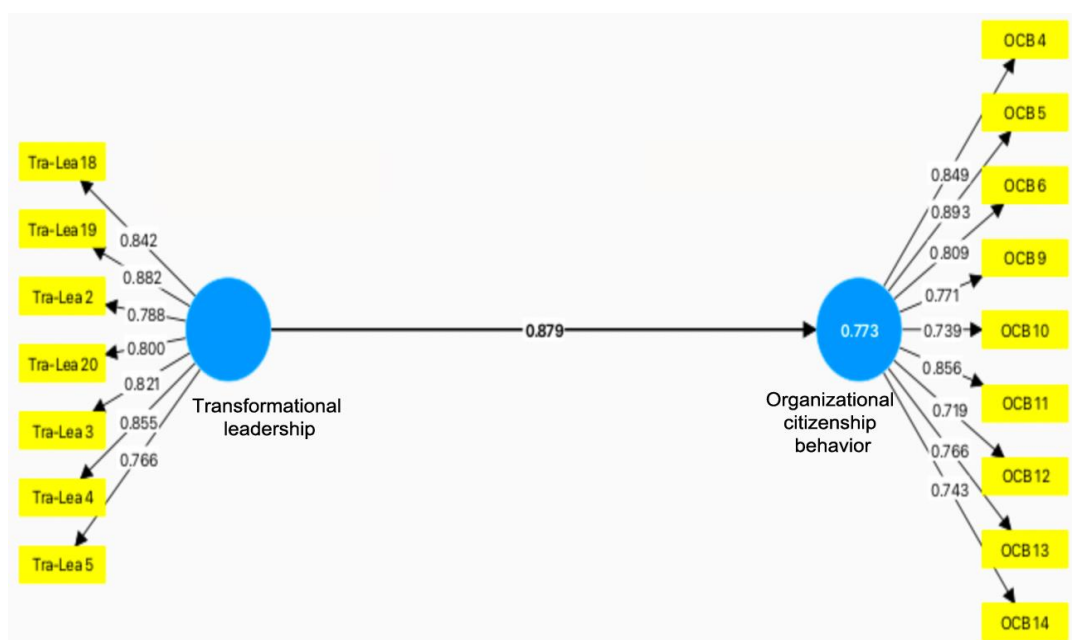 Tra-Lea 18
Tra-Lea 19
Tra-Lea 2
Tra-Lea 20
Tra-Lea 3
Tra-Lea 4
Tra-Lea 5
0.842
0.882
0.788
0.800
0.821
0.855
0.766
Transformational
leadership
0.879
0.773
Organizational
citizenship
behavior
0.849
0.893
0.809
0.771
0.739
0.856
0.719
0.766
0.743
OCB 4
OCB 5
OCB 6
OCB 9
OCB 10
OCB 11
OCB 12
OCB 13
OCB 14